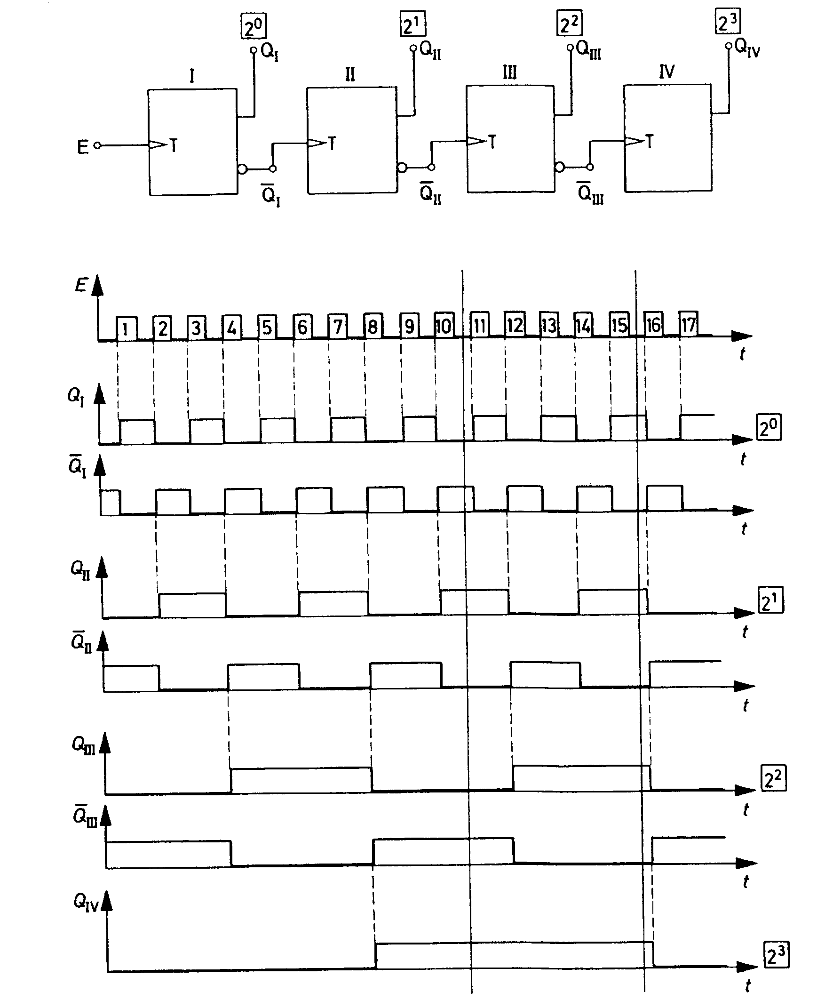 2⁰ 2¹ 2² 2³
Q_I Q_II Q_III Q_IV
I II III IV
E T T T T
Q̅_I Q̅_II Q̅_III
E
1 2 3 4 5 6 7 8 9 10 11 12 13 14 15 16 17
t
Q_I
2⁰
t
Q̅_I
t
Q_II
2¹
t
Q̅_II
t
Q_III
2²
t
Q̅_III
t
Q_IV
2³
t